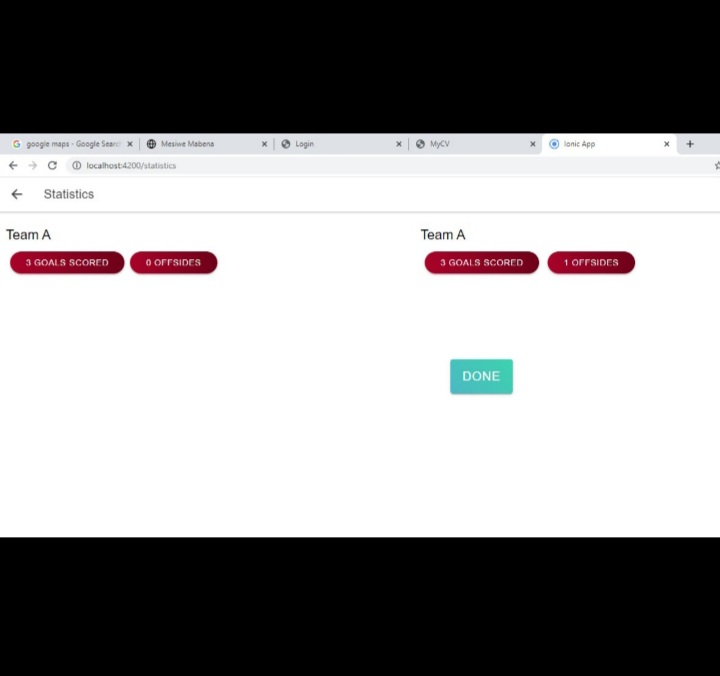 google maps - Google Searc
Mesiwe Mabena
Login
MyCV
Ionic App
localhost:4200/statistics
Statistics
Team A
3 GOALS SCORED
0 OFFSIDES
Team A
3 GOALS SCORED
1 OFFSIDES
DONE